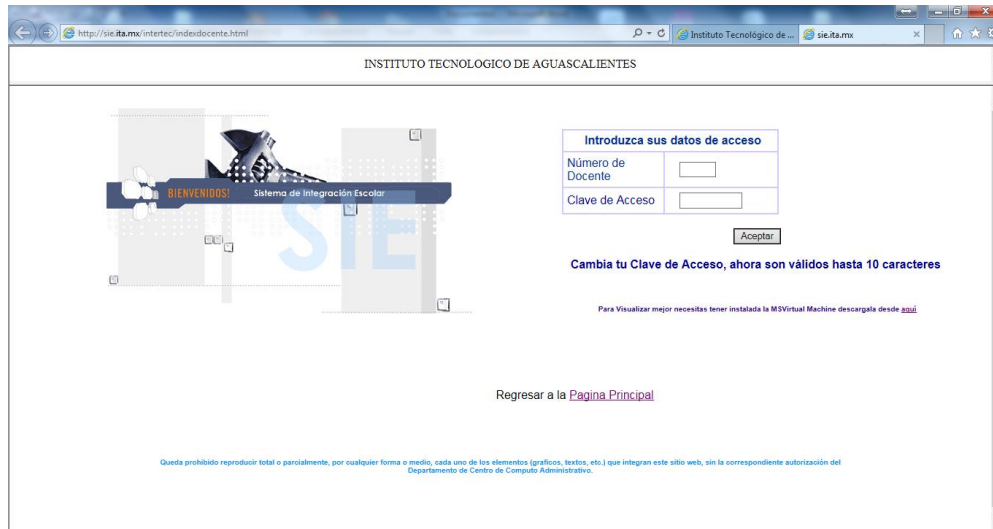 http://sie.ita.mx/intertec/indexdocente.html
Instituto Tecnológico de ...
sie.ita.mx
INSTITUTO TECNOLOGICO DE AGUASCALIENTES
BIENVENIDOS!
Sistema de Integración Escolar
SIE
Introduzca sus datos de acceso
Número de
Docente
Clave de Acceso
Aceptar
Cambia tu Clave de Acceso, ahora son válidos hasta 10 caracteres
Para Visualizar mejor necesitas tener instalada la MSVirtual Machine descargala desde aquí
Regresar a la Pagina Principal
Queda prohibido reproducir total o parcialmente, por cualquier forma o medio, cada uno de los elementos (graficos, textos, etc.) que integran este sitio web, sin la correspondiente autorización del
Departamento de Centro de Computo Administrativo.